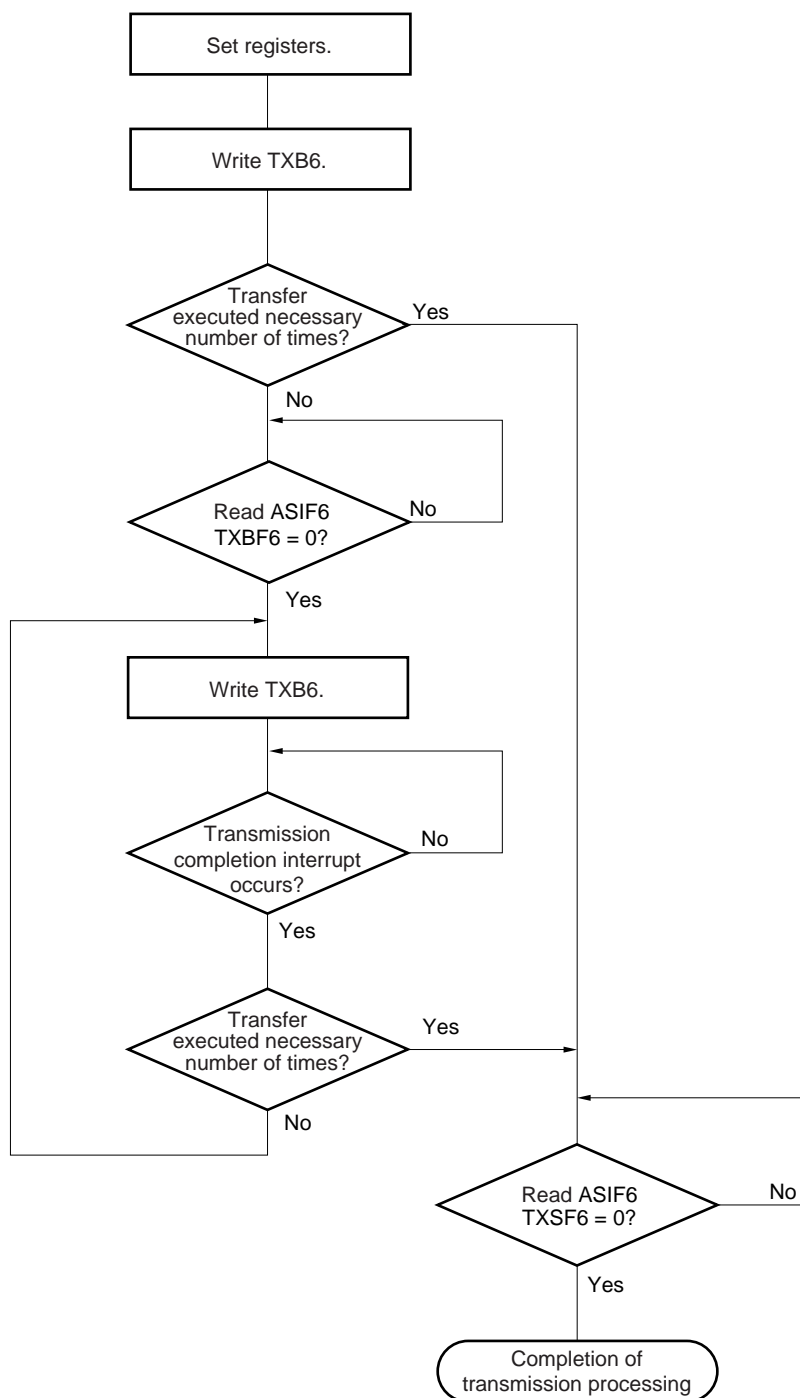 Set registers.
Write TXB6.
Transfer
executed necessary
number of times?
Yes
No
Read ASIF6
TXBF6 = 0?
No
Yes
Write TXB6.
Transmission
completion interrupt
occurs?
No
Yes
Transfer
executed necessary
number of times?
Yes
No
Read ASIF6
TXSF6 = 0?
No
Yes
Completion of
transmission processing